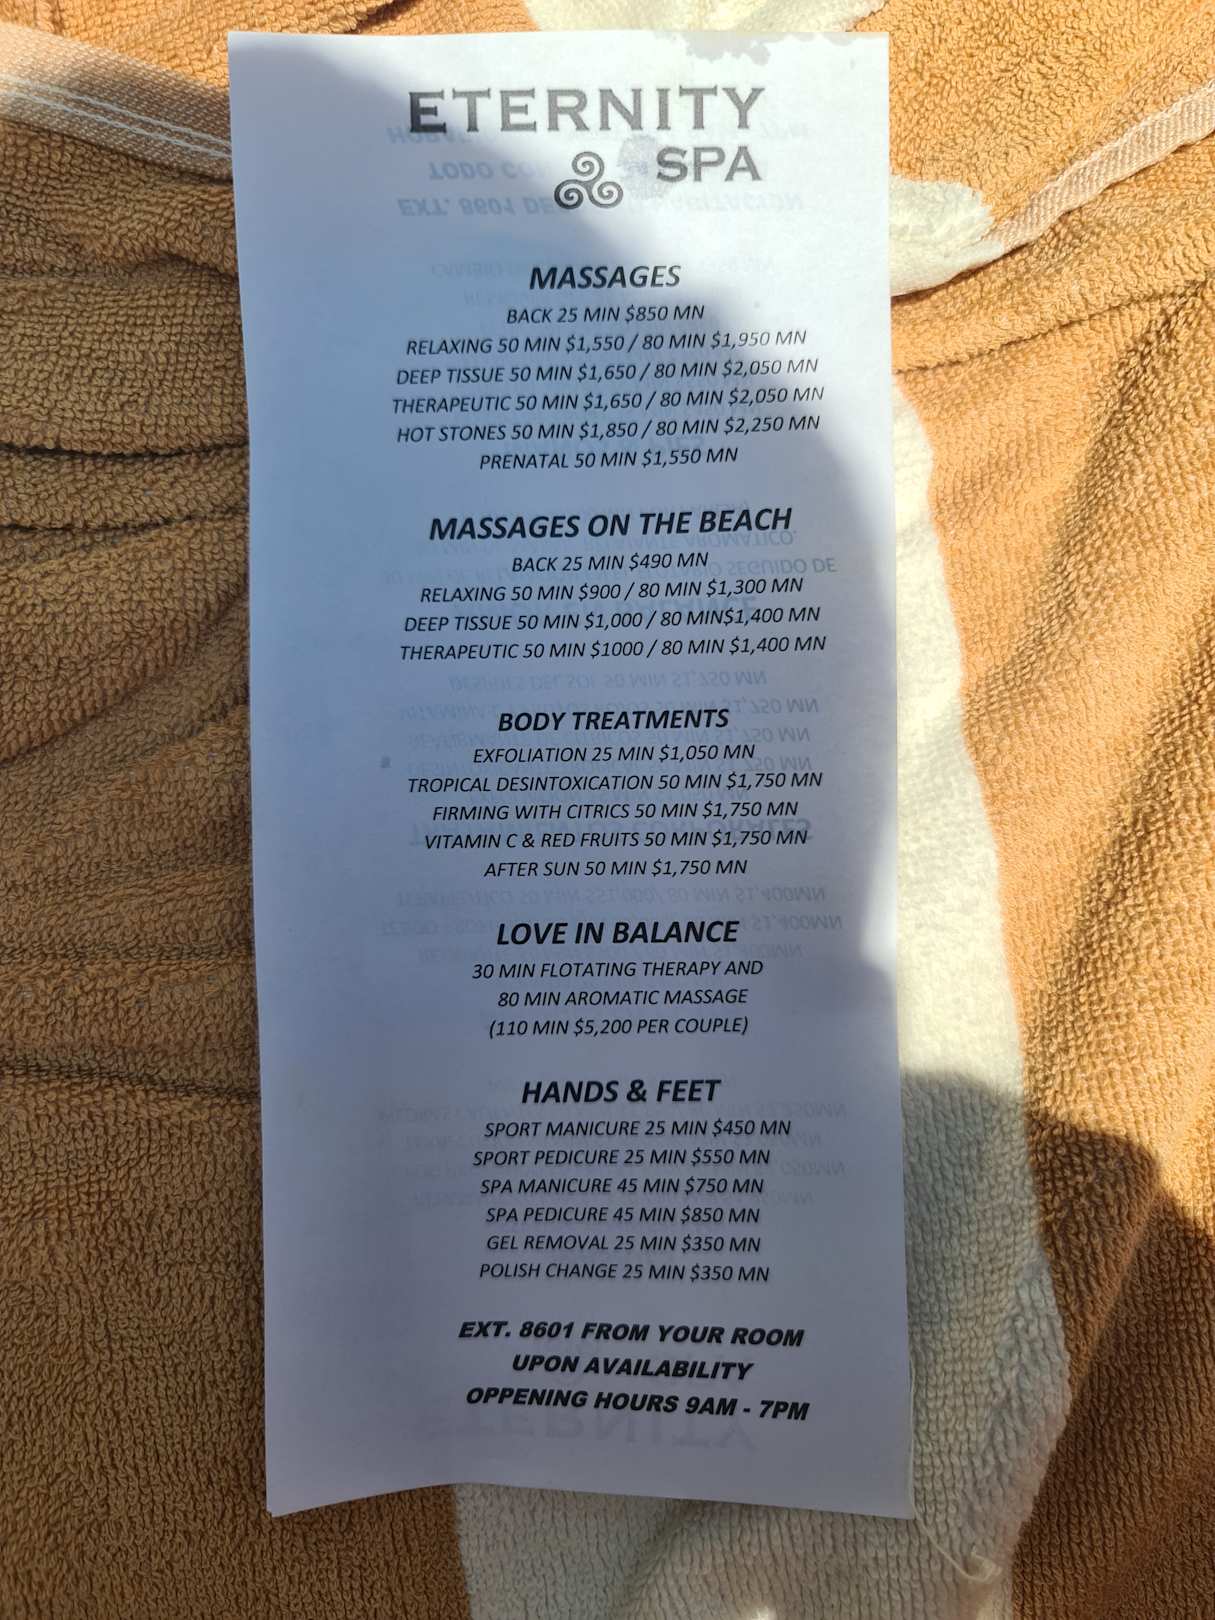 ETERNITY
SPA
MASSAGES
BACK 25 MIN $850 MN
RELAXING 50 MIN $1,550 / 80 MIN $1,950 MN
DEEP TISSUE 50 MIN $1,650 / 80 MIN $2,050 MN
THERAPEUTIC 50 MIN $1,650 / 80 MIN $2,050 MN
HOT STONES 50 MIN $1,850 / 80 MIN $2,250 MN
PRENATAL 50 MIN $1,550 MN
MASSAGES ON THE BEACH
BACK 25 MIN $490 MN
RELAXING 50 MIN $900 / 80 MIN $1,300 MN
DEEP TISSUE 50 MIN $1,000 / 80 MIN$1,400 MN
THERAPEUTIC 50 MIN $1000 / 80 MIN $1,400 MN
BODY TREATMENTS
EXFOLIATION 25 MIN $1,050 MN
TROPICAL DESINTOXICATION 50 MIN $1,750 MN
FIRMING WITH CITRICS 50 MIN $1,750 MN
VITAMIN C & RED FRUITS 50 MIN $1,750 MN
AFTER SUN 50 MIN $1,750 MN
LOVE IN BALANCE
30 MIN FLOTATING THERAPY AND
80 MIN AROMATIC MASSAGE
(110 MIN $5,200 PER COUPLE)
HANDS & FEET
SPORT MANICURE 25 MIN $450 MN
SPORT PEDICURE 25 MIN $550 MN
SPA MANICURE 45 MIN $750 MN
SPA PEDICURE 45 MIN $850 MN
GEL REMOVAL 25 MIN $350 MN
POLISH CHANGE 25 MIN $350 MN
EXT. 8601 FROM YOUR ROOM
UPON AVAILABILITY
OPPENING HOURS 9AM - 7PM